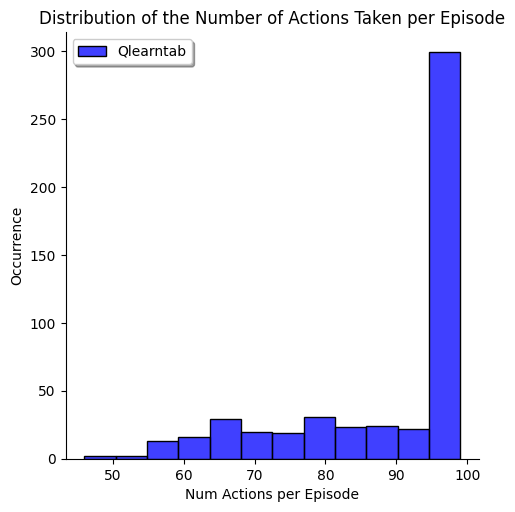 Distribution of the Number of Actions Taken per Episode
Qlearntab
300
250
200
150
100
50
0
Occurrence
50 60 70 80 90 100
Num Actions per Episode